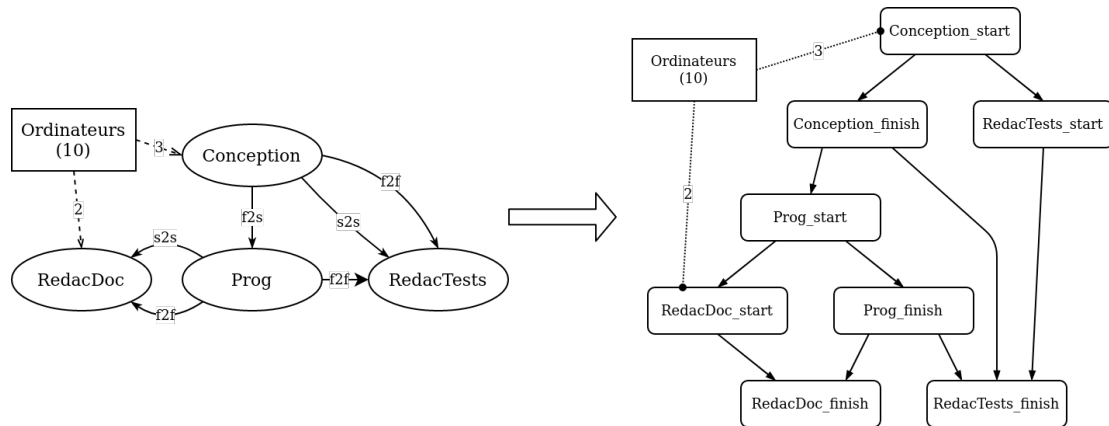 Ordinateurs
(10)
3
Conception
f2f
2
f2s
s2s
s2s
RedacDoc
Prog
f2f
RedacTests
f2f
Conception_start
Ordinateurs
(10)
3
Conception_finish
RedacTests_start
2
Prog_start
RedacDoc_start
Prog_finish
RedacDoc_finish
RedacTests_finish